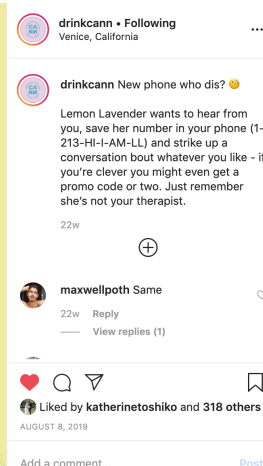 drinkcann • Following
Venice, California
drinkcann New phone who dis?
Lemon Lavender wants to hear from
you, save her number in your phone (1-
213-HI-I-AM-LL) and strike up a
conversation bout whatever you like - if
you're clever you might even get a
promo code or two. Just remember
she's not your therapist.
22w
maxwellpoth Same
22w Reply
View replies (1)
Liked by katherinetoshiko and 318 others
AUGUST 8, 2019
Add a comment... Post